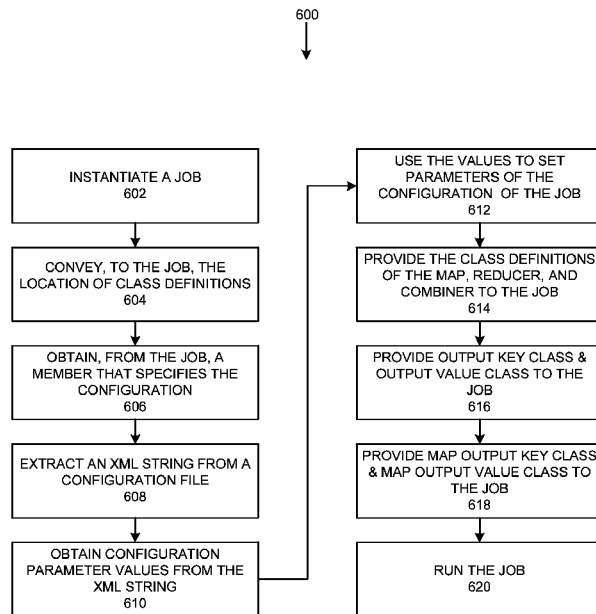 600
INSTANTIATE A JOB
602
CONVEY, TO THE JOB, THE
LOCATION OF CLASS DEFINITIONS
604
OBTAIN, FROM THE JOB, A
MEMBER THAT SPECIFIES THE
CONFIGURATION
606
EXTRACT AN XML STRING FROM A
CONFIGURATION FILE
608
OBTAIN CONFIGURATION
PARAMETER VALUES FROM THE
XML STRING
610
USE THE VALUES TO SET
PARAMETERS OF THE
CONFIGURATION OF THE JOB
612
PROVIDE THE CLASS DEFINITIONS
OF THE MAP, REDUCER, AND
COMBINER TO THE JOB
614
PROVIDE OUTPUT KEY CLASS &
OUTPUT VALUE CLASS TO THE
JOB
616
PROVIDE MAP OUTPUT KEY CLASS
& MAP OUTPUT VALUE CLASS TO
THE JOB
618
RUN THE JOB
620